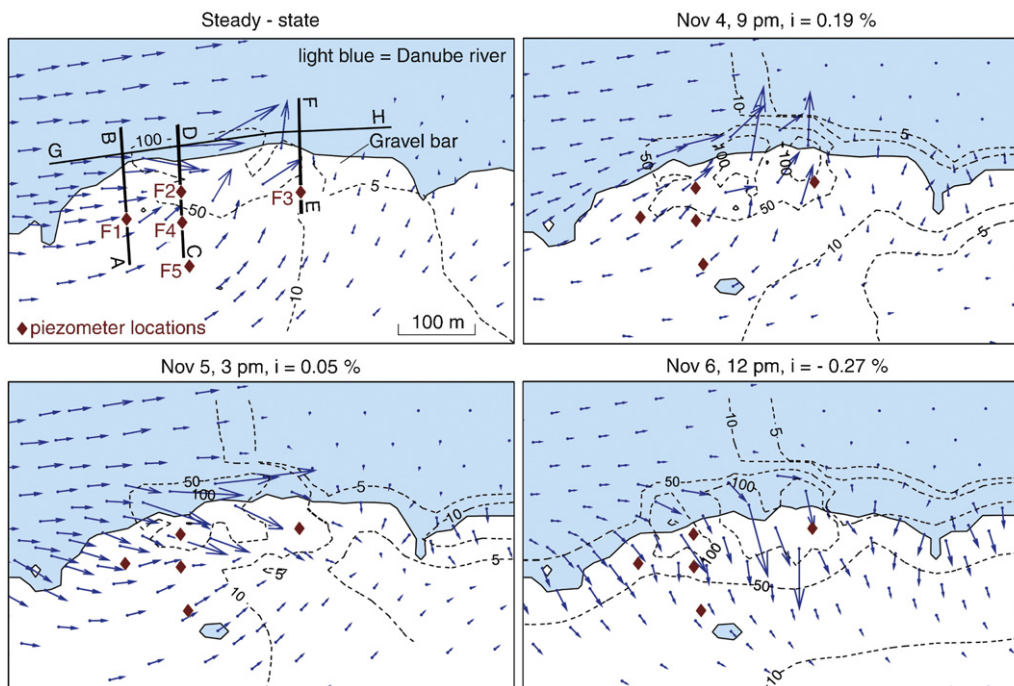 Steady - state
light blue = Danube river
F
D
B
H
100
G
Gravel bar
F2
5
50
F3
E
F1
F4
C
A
F5
10
piezometer locations
100 m
Nov 4, 9 pm, i = 0.19 %
10
5
50
100
100
50
10
5
Nov 5, 3 pm, i = 0.05 %
50
100
5
10
5
5
10
Nov 6, 12 pm, i = - 0.27 %
10
5
50
100
100
50
10